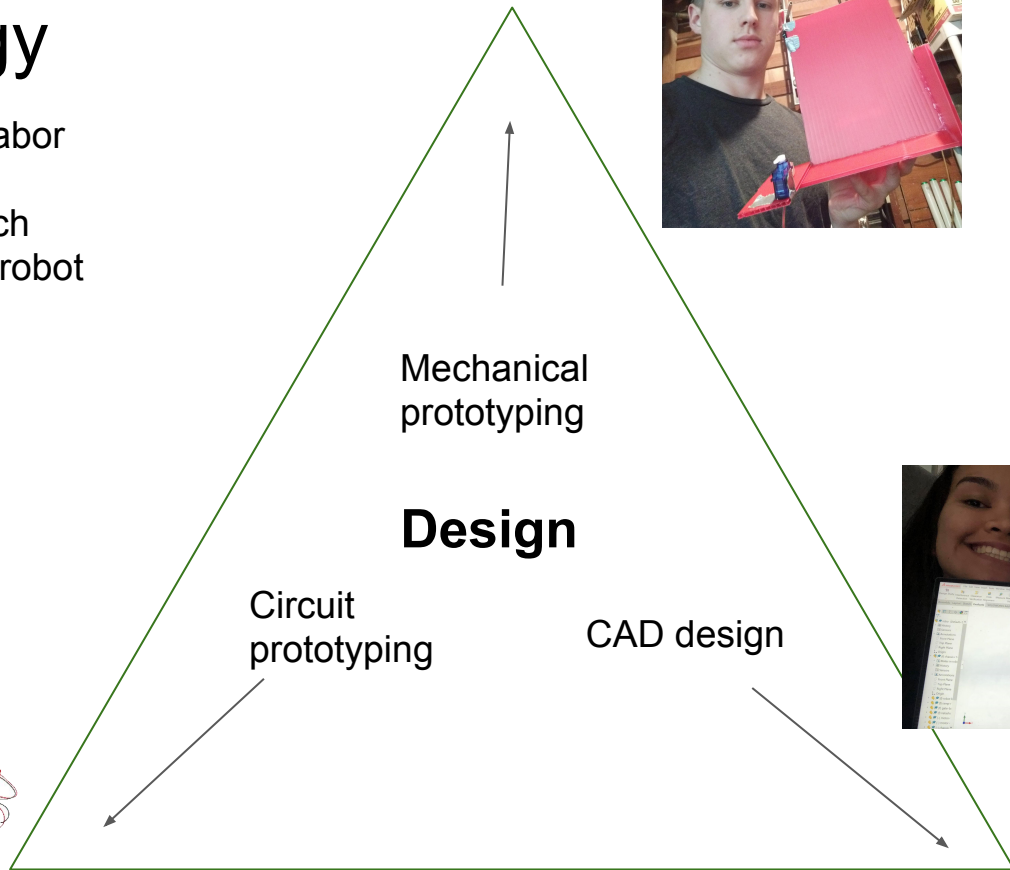 gy
abor
ch
robot
Mechanical
prototyping
Design
Circuit
prototyping
CAD design